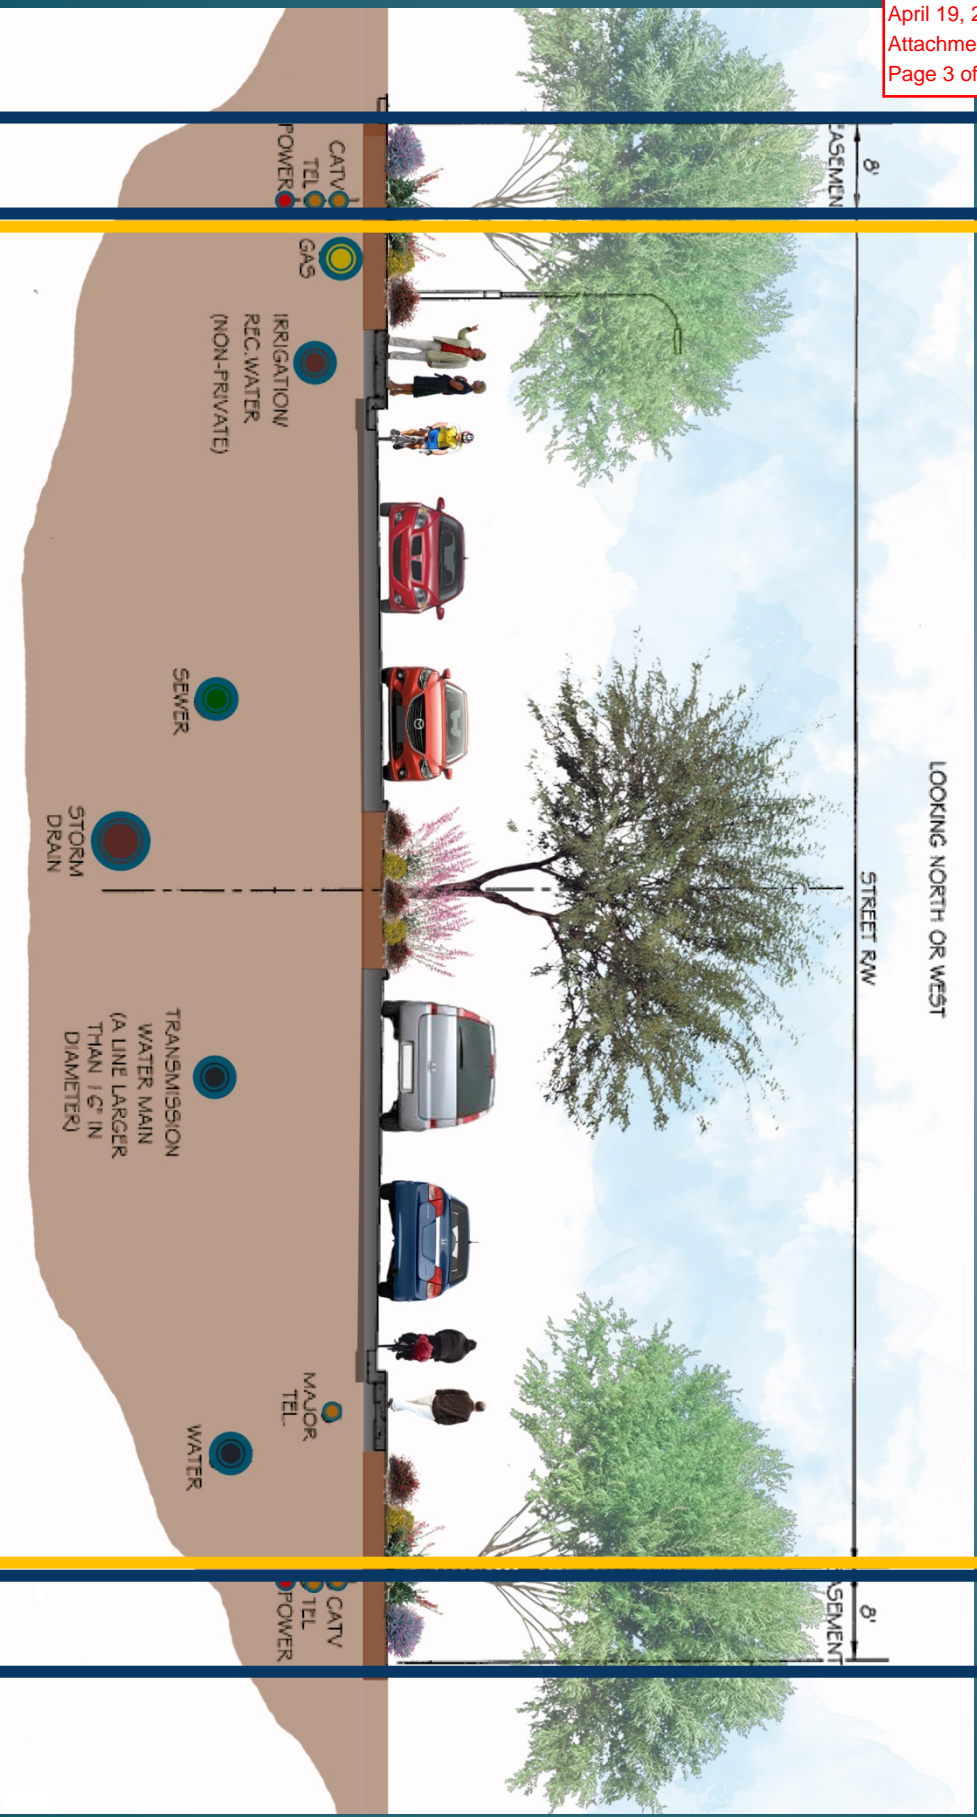 April 19, 2
Attachme
Page 3 of
LOOKING NORTH OR WEST
STREET R/W
8'
EASEMENT
8'
EASEMENT
CATV
TEL
POWER
GAS
IRRIGATION/
REC.WATER
(NON-PRIVATE)
SEWER
STORM
DRAIN
TRANSMISSION
WATER MAIN
(A LINE LARGER
THAN 16" IN
DIAMETER)
MAJOR
TEL.
WATER
CATV
TEL
POWER